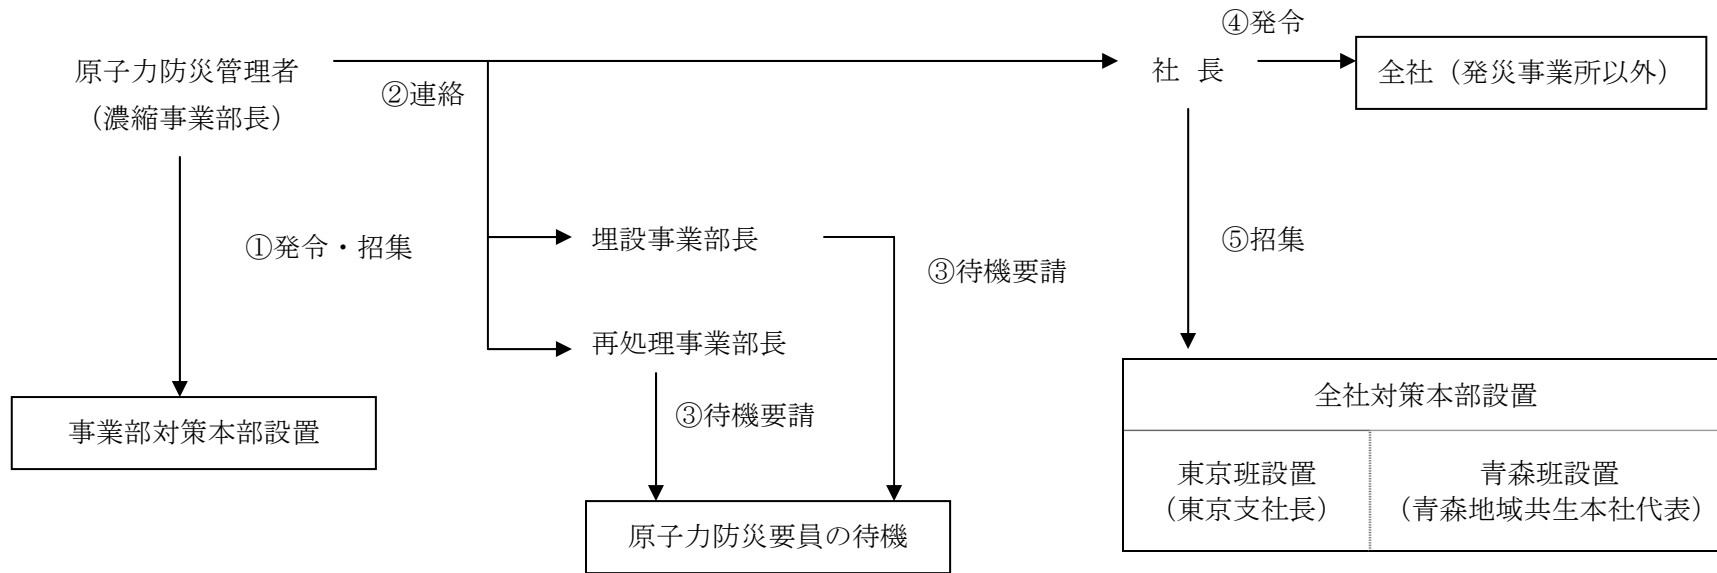 ④発令
原子力防災管理者
（濃縮事業部長）
②連絡
社 長
全社（発災事業所以外）
①発令・招集
埋設事業部長
③待機要請
⑤招集
再処理事業部長
③待機要請
事業部対策本部設置
全社対策本部設置
東京班設置
（東京支社長）
青森班設置
（青森地域共生本社代表）
原子力防災要員の待機